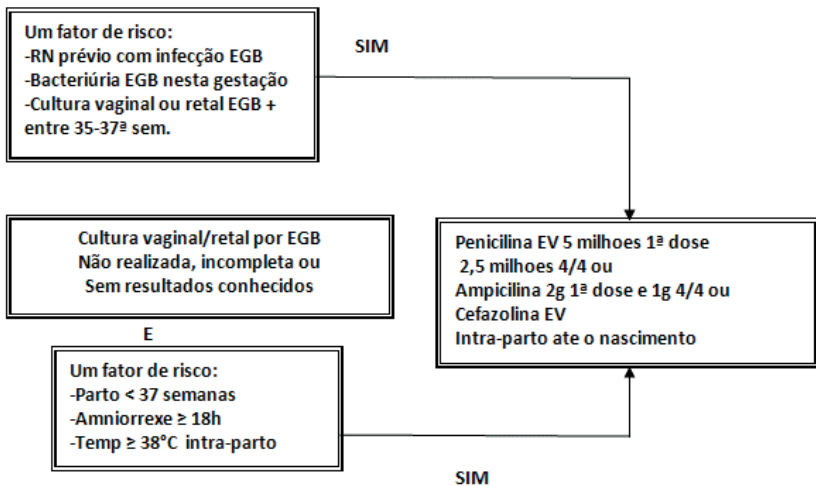 Um fator de risco:
-RN prévio com infecção EGB
-Bacteriúria EGB nesta gestação
-Cultura vaginal ou retal EGB +
entre 35-37ª sem.
SIM
Cultura vaginal/retal por EGB
Não realizada, incompleta ou
Sem resultados conhecidos
E
Um fator de risco:
-Parto < 37 semanas
-Amniorrexe ≥ 18h
-Temp ≥ 38°C intra-parto
SIM
Penicilina EV 5 milhoes 1ª dose
2,5 milhoes 4/4 ou
Ampicilina 2g 1ª dose e 1g 4/4 ou
Cefazolina EV
Intra-parto ate o nascimento